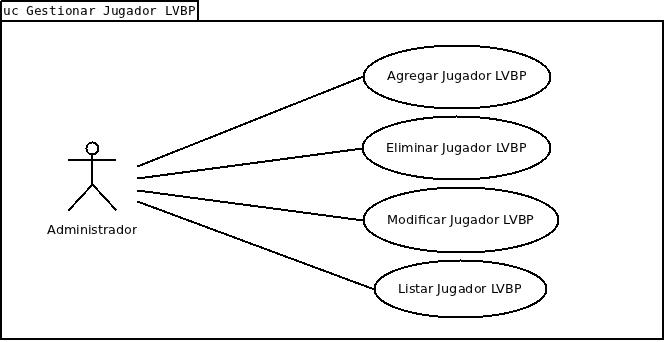 uc Gestionar Jugador LVBP
Agregar Jugador LVBP
Eliminar Jugador LVBP
Modificar Jugador LVBP
Listar Jugador LVBP
Administrador